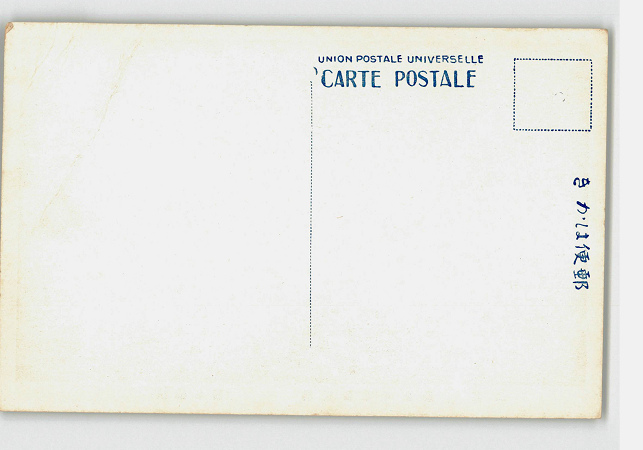 UNION POSTALE UNIVERSELLE
CARTE POSTALE
郵便はかき